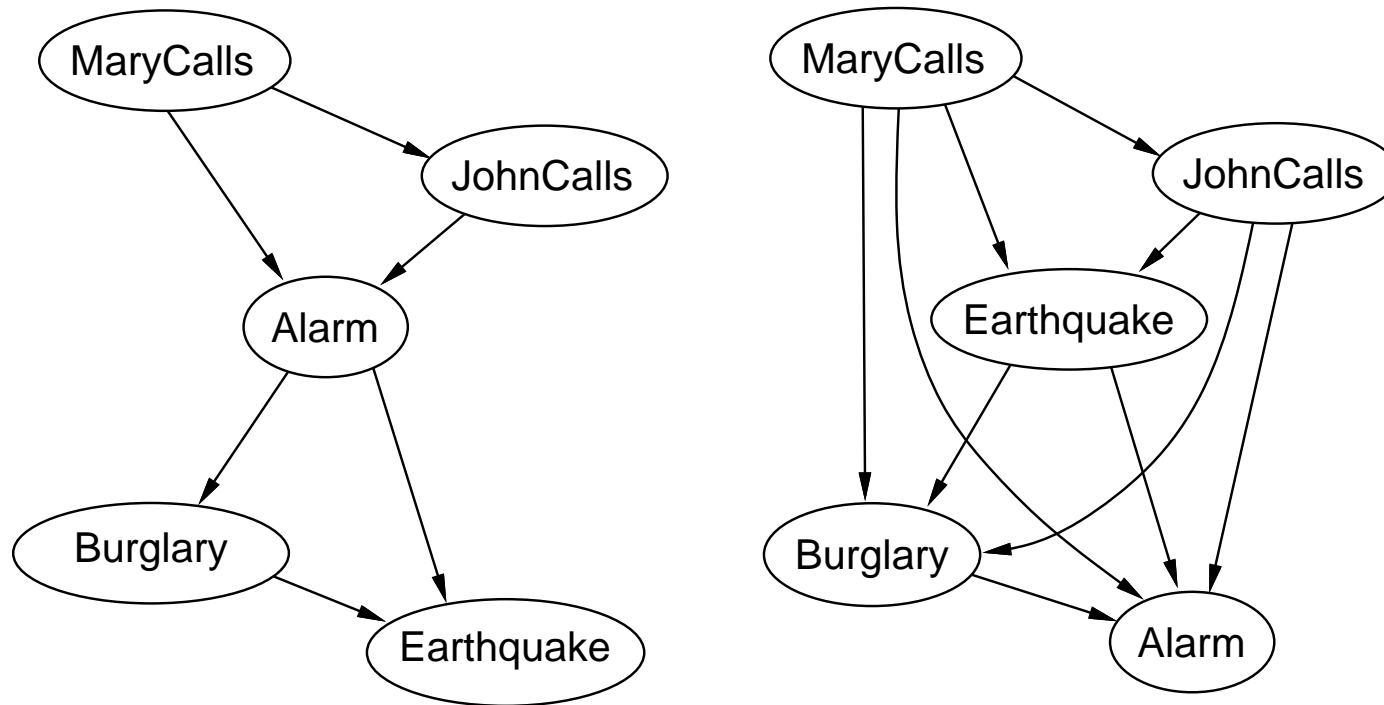 MaryCalls
JohnCalls
Alarm
Burglary
Earthquake
MaryCalls
JohnCalls
Earthquake
Burglary
Alarm